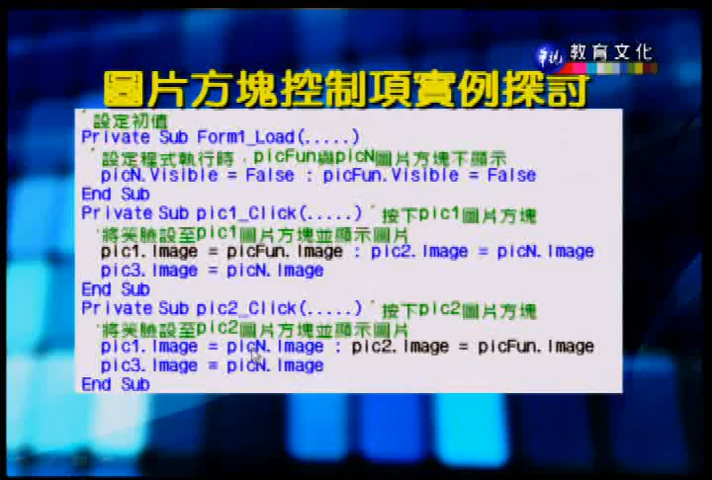 華視 教育文化
圖片方塊控制項實例探討
'設定初值
Private Sub Form1_Load(.....)
'設定程式執行時，picFun與picN圖片方塊不顯示
picN.Visible = False : picFun.Visible = False
End Sub
Private Sub pic1_Click(.....) '按下pic1圖片方塊
'將笑臉設至pic1圖片方塊並顯示圖片
pic1.Image = picFun.Image : pic2.Image = picN.Image
pic3.Image = picN.Image
End Sub
Private Sub pic2_Click(.....) '按下pic2圖片方塊
'將笑臉設至pic2圖片方塊並顯示圖片
pic1.Image = picN.Image : pic2.Image = picFun.Image
pic3.Image = picN.Image
End Sub